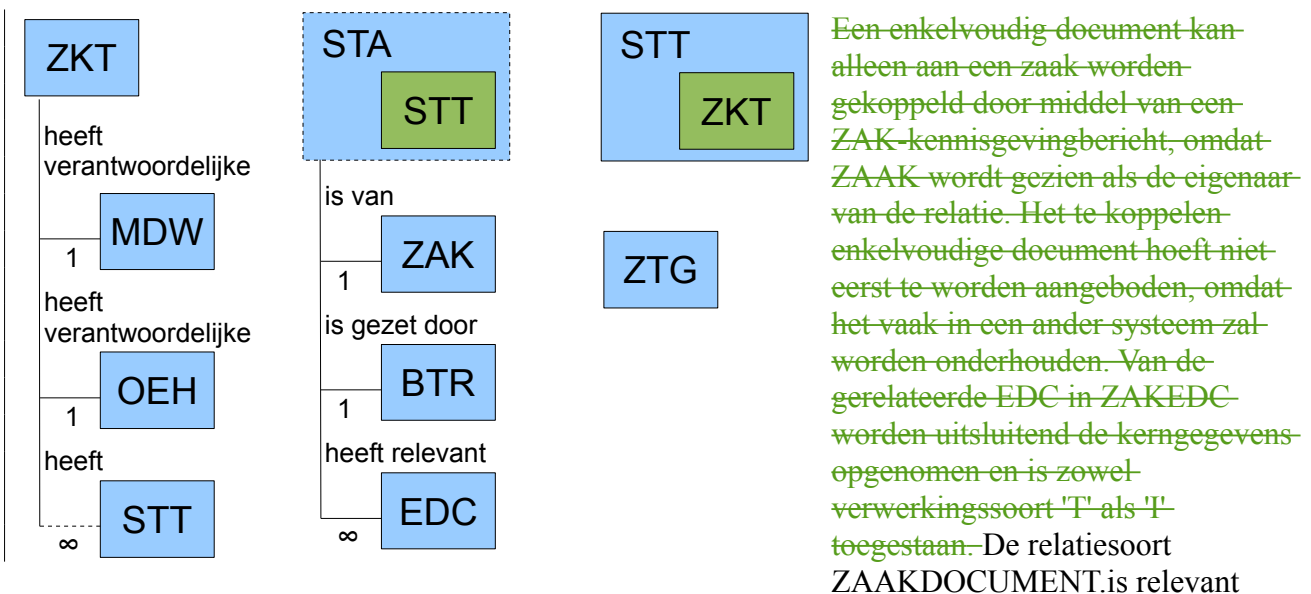 ZKT
heeft
verantwoordelijke
MDW
1
heeft
verantwoordelijke
OEH
1
heeft
STT
∞
STA
STT
is van
ZAK
1
is gezet door
BTR
1
heeft relevant
EDC
∞
STT
ZKT
ZTG
Een enkelvoudig document kan
alleen aan een zaak worden
gekoppeld door middel van een
ZAK-kennisgevingbericht, omdat
ZAAK wordt gezien als de eigenaar
van de relatie. Het te koppelen
enkelvoudige document hoeft niet
eerst te worden aangeboden, omdat
het vaak in een ander systeem zal
worden onderhouden. Van de
gerelateerde EDC in ZAKEDC
worden uitsluitend de kerngegevens
opgenomen en is zowel
verwerkingssoort 'T' als 'I'
toegestaan. De relatiesoort
ZAAKDOCUMENT.is relevant